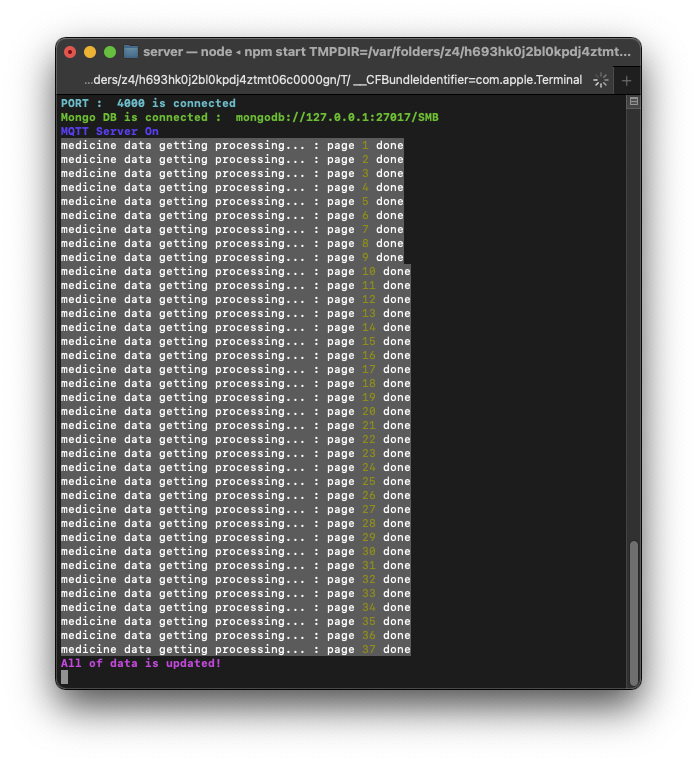 server — node ◂ npm start TMPDIR=/var/folders/z4/h693hk0j2bl0kpdj4ztmt...
...ders/z4/h693hk0j2bl0kpdj4ztmt06c0000gn/T/ __CFBundleIdentifier=com.apple.Terminal
PORT :  4000 is connected
Mongo DB is connected :  mongodb://127.0.0.1:27017/SMB
MQTT Server On
medicine data getting processing... : page 1 done
medicine data getting processing... : page 2 done
medicine data getting processing... : page 3 done
medicine data getting processing... : page 4 done
medicine data getting processing... : page 5 done
medicine data getting processing... : page 6 done
medicine data getting processing... : page 7 done
medicine data getting processing... : page 8 done
medicine data getting processing... : page 9 done
medicine data getting processing... : page 10 done
medicine data getting processing... : page 11 done
medicine data getting processing... : page 12 done
medicine data getting processing... : page 13 done
medicine data getting processing... : page 14 done
medicine data getting processing... : page 15 done
medicine data getting processing... : page 16 done
medicine data getting processing... : page 17 done
medicine data getting processing... : page 18 done
medicine data getting processing... : page 19 done
medicine data getting processing... : page 20 done
medicine data getting processing... : page 21 done
medicine data getting processing... : page 22 done
medicine data getting processing... : page 23 done
medicine data getting processing... : page 24 done
medicine data getting processing... : page 25 done
medicine data getting processing... : page 26 done
medicine data getting processing... : page 27 done
medicine data getting processing... : page 28 done
medicine data getting processing... : page 29 done
medicine data getting processing... : page 30 done
medicine data getting processing... : page 31 done
medicine data getting processing... : page 32 done
medicine data getting processing... : page 33 done
medicine data getting processing... : page 34 done
medicine data getting processing... : page 35 done
medicine data getting processing... : page 36 done
medicine data getting processing... : page 37 done
All of data is updated!